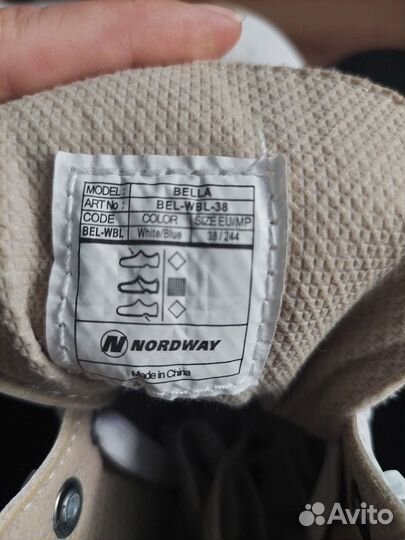 MODEL: BELLA
ART No: BEL-WBL-38
CODE COLOR SIZE EU/MP
BEL-WBL White/Blue 38 / 244
N NORDWAY
Made in China
Avito